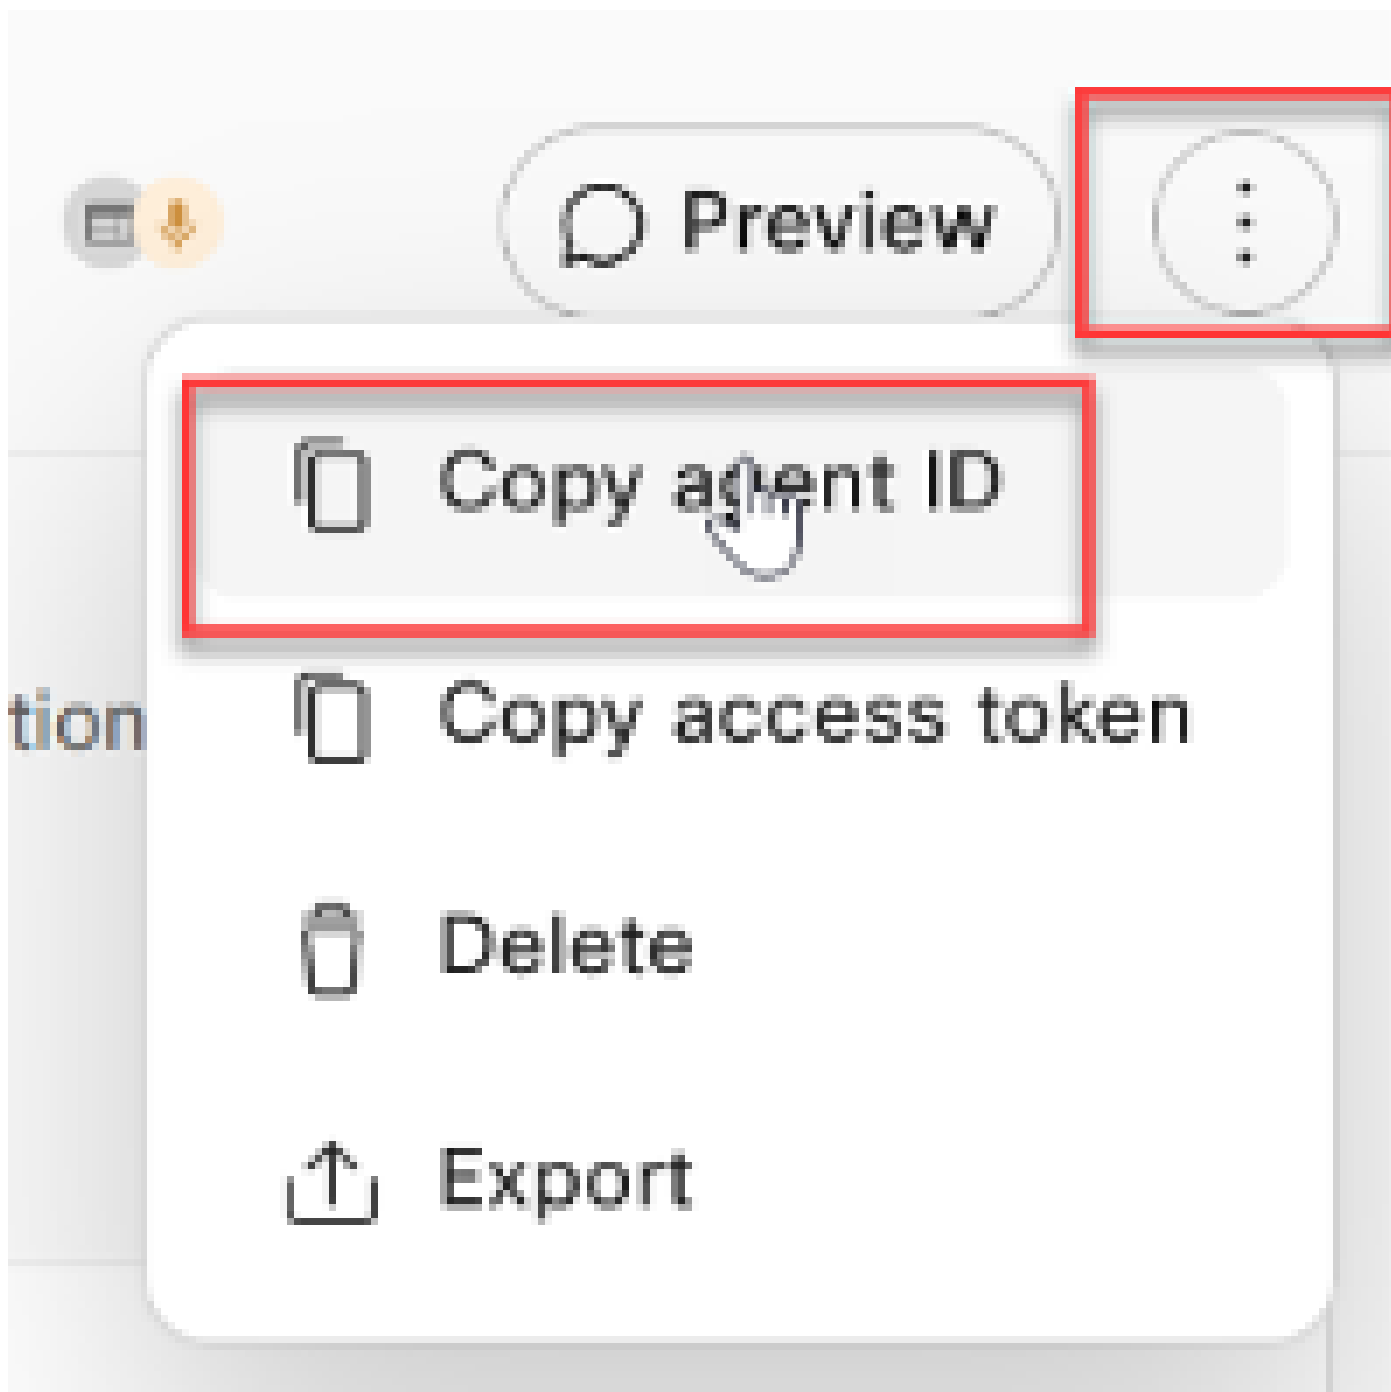 Preview
Copy agent ID
tion
Copy access token
Delete
Export